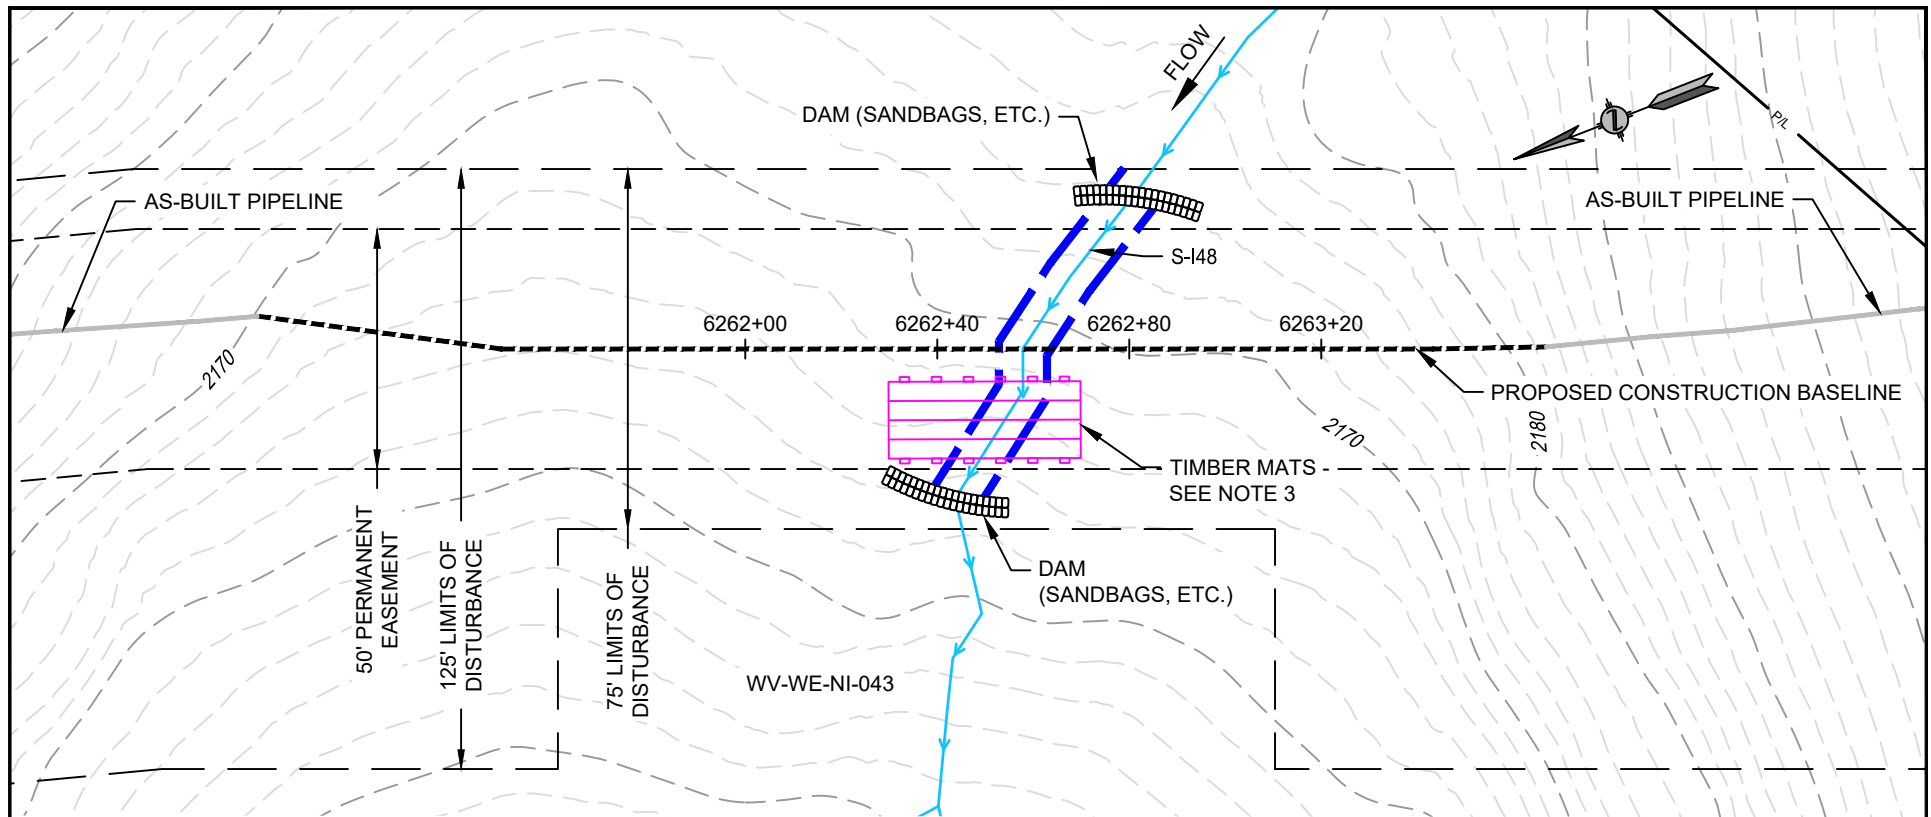 FLOW
DAM (SANDBAGS, ETC.)
P/L
AS-BUILT PIPELINE
AS-BUILT PIPELINE
S-I48
6262+00
6262+40
6262+80
6263+20
2170
PROPOSED CONSTRUCTION BASELINE
2170
2180
TIMBER MATS -
SEE NOTE 3
50' PERMANENT
EASEMENT
125' LIMITS OF
DISTURBANCE
75' LIMITS OF
DISTURBANCE
DAM
(SANDBAGS, ETC.)
WV-WE-NI-043